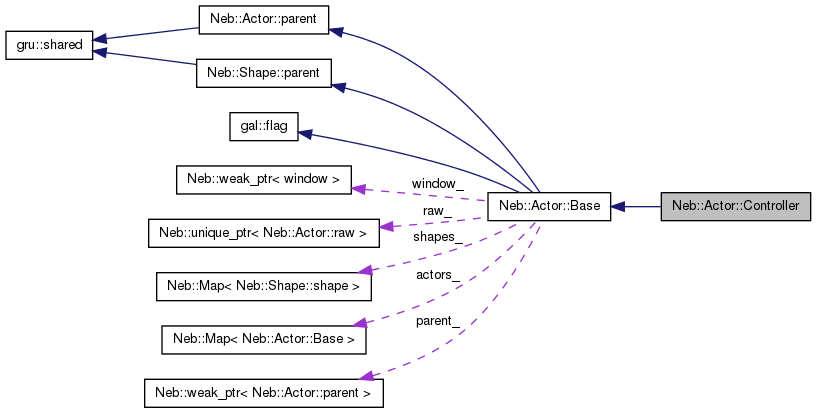 Neb::Actor::parent
gru::shared
Neb::Shape::parent
gal::flag
Neb::weak_ptr< window >
window_
Neb::Actor::Base
Neb::Actor::Controller
raw_
Neb::unique_ptr< Neb::Actor::raw >
shapes_
Neb::Map< Neb::Shape::shape >
actors_
Neb::Map< Neb::Actor::Base >
parent_
Neb::weak_ptr< Neb::Actor::parent >